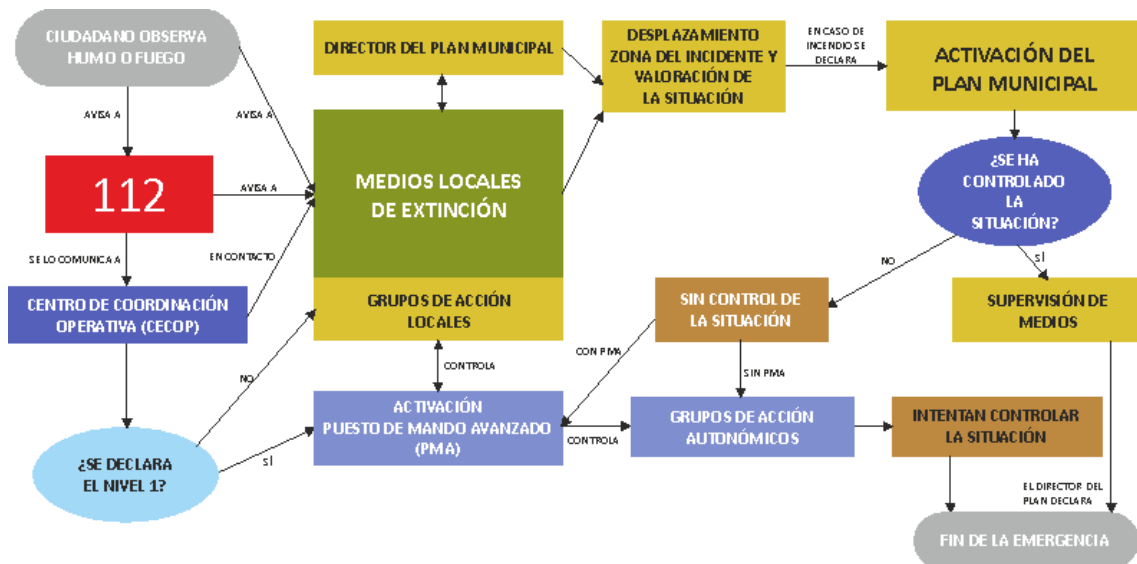 CIUDADANO OBSERVA
HUMO O FUEGO
AVISA A
AVISA A
112
AVISA A
SE LO COMUNICA A
EN CONTACTO
CENTRO DE COORDINACIÓN
OPERATIVA (CECOP)
¿SE DECLARA
EL NIVEL 1?
NO
SÍ
DIRECTOR DEL PLAN MUNICIPAL
MEDIOS LOCALES
DE EXTINCIÓN
GRUPOS DE ACCIÓN
LOCALES
CONTROLA
ACTIVACIÓN
PUESTO DE MANDO AVANZADO
(PMA)
DESPLAZAMIENTO
ZONA DEL INCIDENTE Y
VALORACIÓN DE
LA SITUACIÓN
EN CASO DE
INCENDIO SE
DECLARA
ACTIVACIÓN DEL
PLAN MUNICIPAL
¿SE HA
CONTROLADO
LA
SITUACIÓN?
NO
SÍ
SIN CONTROL DE
LA SITUACIÓN
CON PMA
SIN PMA
CONTROLA
GRUPOS DE ACCIÓN
AUTONÓMICOS
SUPERVISIÓN DE
MEDIOS
INTENTAN CONTROLAR
LA SITUACIÓN
EL DIRECTOR DEL
PLAN DECLARA
FIN DE LA EMERGENCIA